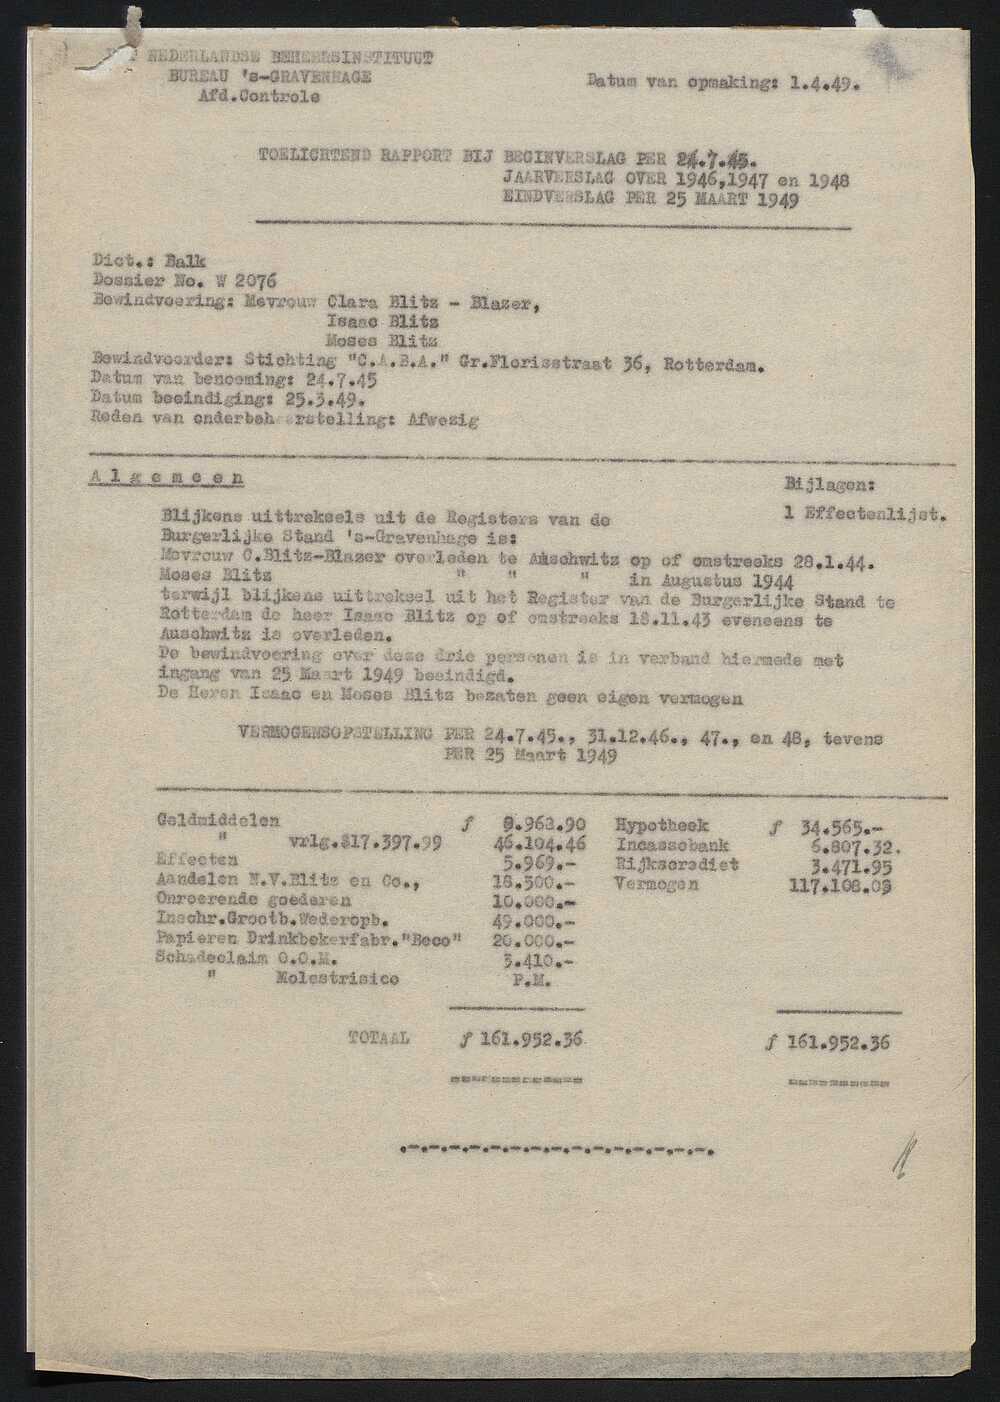 HET NEDERLANDSE BEHEERSINSTITUUT
BUREAU 's-GRAVENHAGE
Afd.Controle
Datum van opmaking: 1.4.49.
TOELICHTEND RAPPORT BIJ BEGINVERSLAG PER 24.7.45.
JAARVERSLAG OVER 1946,1947 en 1948
EINDVERSLAG PER 25 MAART 1949
Dict.: Balk
Dossier No. W 2076
Bewindvoering: Mevrouw Clara Blitz - Blazer,
Isaac Blitz
Moses Blitz
Bewindvoerder: Stichting "C.A.B.A." Gr.Florisstraat 36, Rotterdam.
Datum van benoeming: 24.7.45
Datum beeindiging: 25.3.49.
Reden van onderbeheerstelling: Afwezig
Algemeen
Bijlagen:
1 Effectenlijst.
Blijkens uittreksels uit de Registers van de
Burgerlijke Stand 's-Gravenhage is:
Mevrouw C.Blitz-Blazer overleden te Auschwitz op of omstreeks 28.1.44.
Moses Blitz " " " in Augustus 1944
terwijl blijkens uittreksel uit het Register van de Burgerlijke Stand te
Rotterdam de heer Isaac Blitz op of omstreeks 18.11.43 eveneens te
Auschwitz is overleden.
De bewindvoering over deze drie personen is in verband hiermede met
ingang van 25 Maart 1949 beeindigd.
De Heren Isaac en Moses Blitz bezaten geen eigen vermogen
VERMOGENSOPSTELLING PER 24.7.45., 31.12.46., 47., en 48, tevens
PER 25 Maart 1949
Geldmiddelen f 9.968.90 Hypotheek f 34.565.-
" vrlg.$17.397.99 46.104.46 Incassobank 6.807.32.
Effecten 5.969.- Rijkscrediet 3.471.95
Aandelen N.V.Blitz en Co., 18.500.- Vermogen 117.108.09
Onroerende goederen 10.000.-
Inschr.Grootb.Wederopb. 49.000.-
Papieren Drinkbekerfabr."Beco" 20.000.-
Schadeclaim O.O.M. 3.410.-
" Molestrisico P.M.
TOTAAL f 161.952.36 f 161.952.36